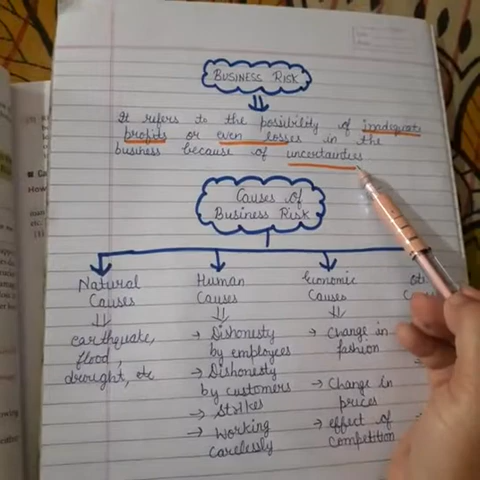 BUSINESS RISK
It refers to the possibility of inadequate
profits or even losses in the
business because of uncertainties
Causes of
Business Risk
Natural
Causes
earthquake,
flood,
drought, etc
Human
Causes
→ Dishonesty
by employees
→ Dishonesty
by customers
→ Strikes
→ Working
carelessly
Economic
Causes
→ Change in
fashion
→ Change in
prices
→ effect of
competition